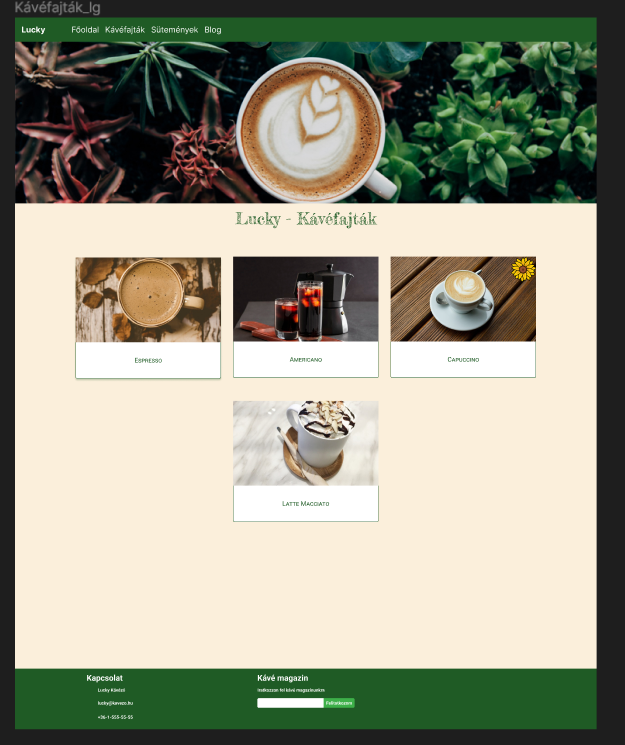 Kávéfajták_lg
Lucky Főoldal Kávéfajták Sütemények Blog
Lucky - Kávéfajták
Espresso
Americano
Capuccino
Latte Macciato
Kapcsolat
Lucky Kávézó
lucky@kavezo.hu
+36-1-555-55-55
Kávé magazin
Iratkozzon fel kávé magazinunkra
Feliratkozom